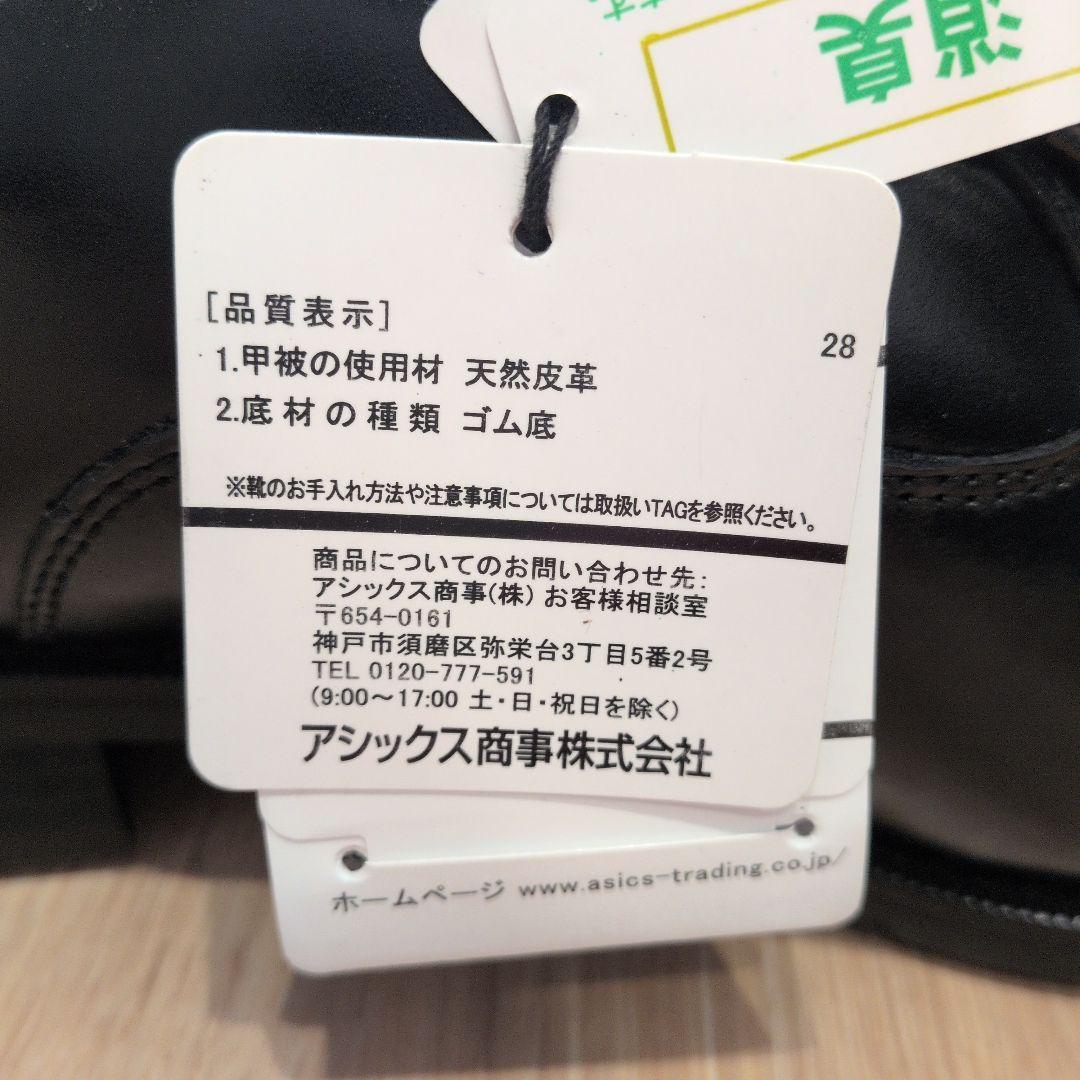 消臭
す。
[品質表示]
28
1.甲被の使用材 天然皮革
2.底材の種類 ゴム底
※靴のお手入れ方法や注意事項については取扱いTAGを参照ください。
商品についてのお問い合わせ先:
アシックス商事(株) お客様相談室
〒654-0161
神戸市須磨区弥栄台3丁目5番2号
TEL 0120-777-591
(9:00～17:00 土・日・祝日を除く)
アシックス商事株式会社
ホームページ www.asics-trading.co.jp/